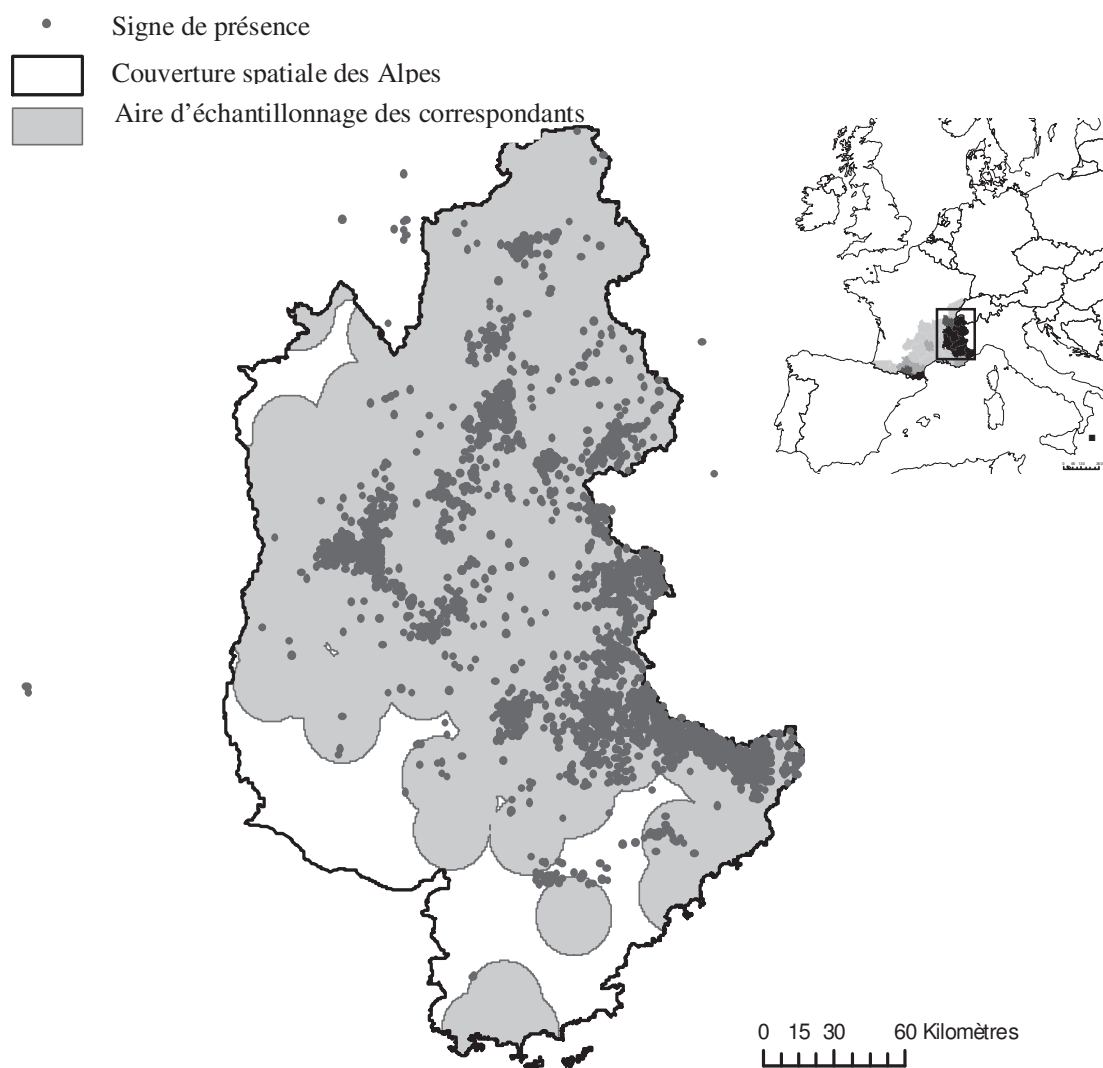 Signe de présence
Couverture spatiale des Alpes
Aire d'échantillonnage des correspondants
0 15 30 60 Kilomètres